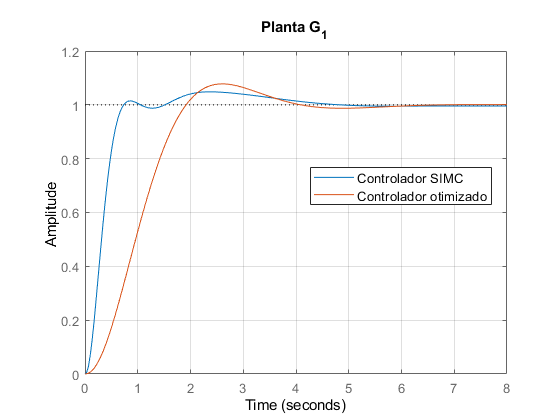 Planta G1
1.2
1
0.8
0.6
0.4
0.2
0
Amplitude
Controlador SIMC
Controlador otimizado
0 1 2 3 4 5 6 7 8
Time (seconds)